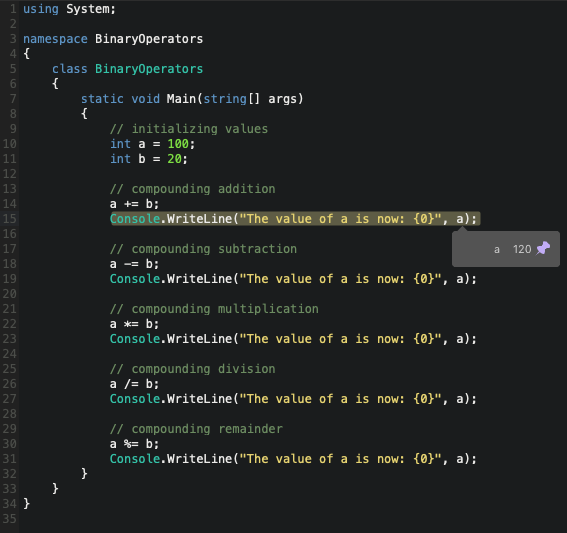 1 using System;
2
3 namespace BinaryOperators
4 {
5 class BinaryOperators
6 {
7 static void Main(string[] args)
8 {
9 // initializing values
10 int a = 100;
11 int b = 20;
12
13 // compounding addition
14 a += b;
15 Console.WriteLine("The value of a is now: {0}", a);
16
a 120
17 // compounding subtraction
18 a -= b;
19 Console.WriteLine("The value of a is now: {0}", a);
20
21 // compounding multiplication
22 a *= b;
23 Console.WriteLine("The value of a is now: {0}", a);
24
25 // compounding division
26 a /= b;
27 Console.WriteLine("The value of a is now: {0}", a);
28
29 // compounding remainder
30 a %= b;
31 Console.WriteLine("The value of a is now: {0}", a);
32 }
33 }
34 }
35